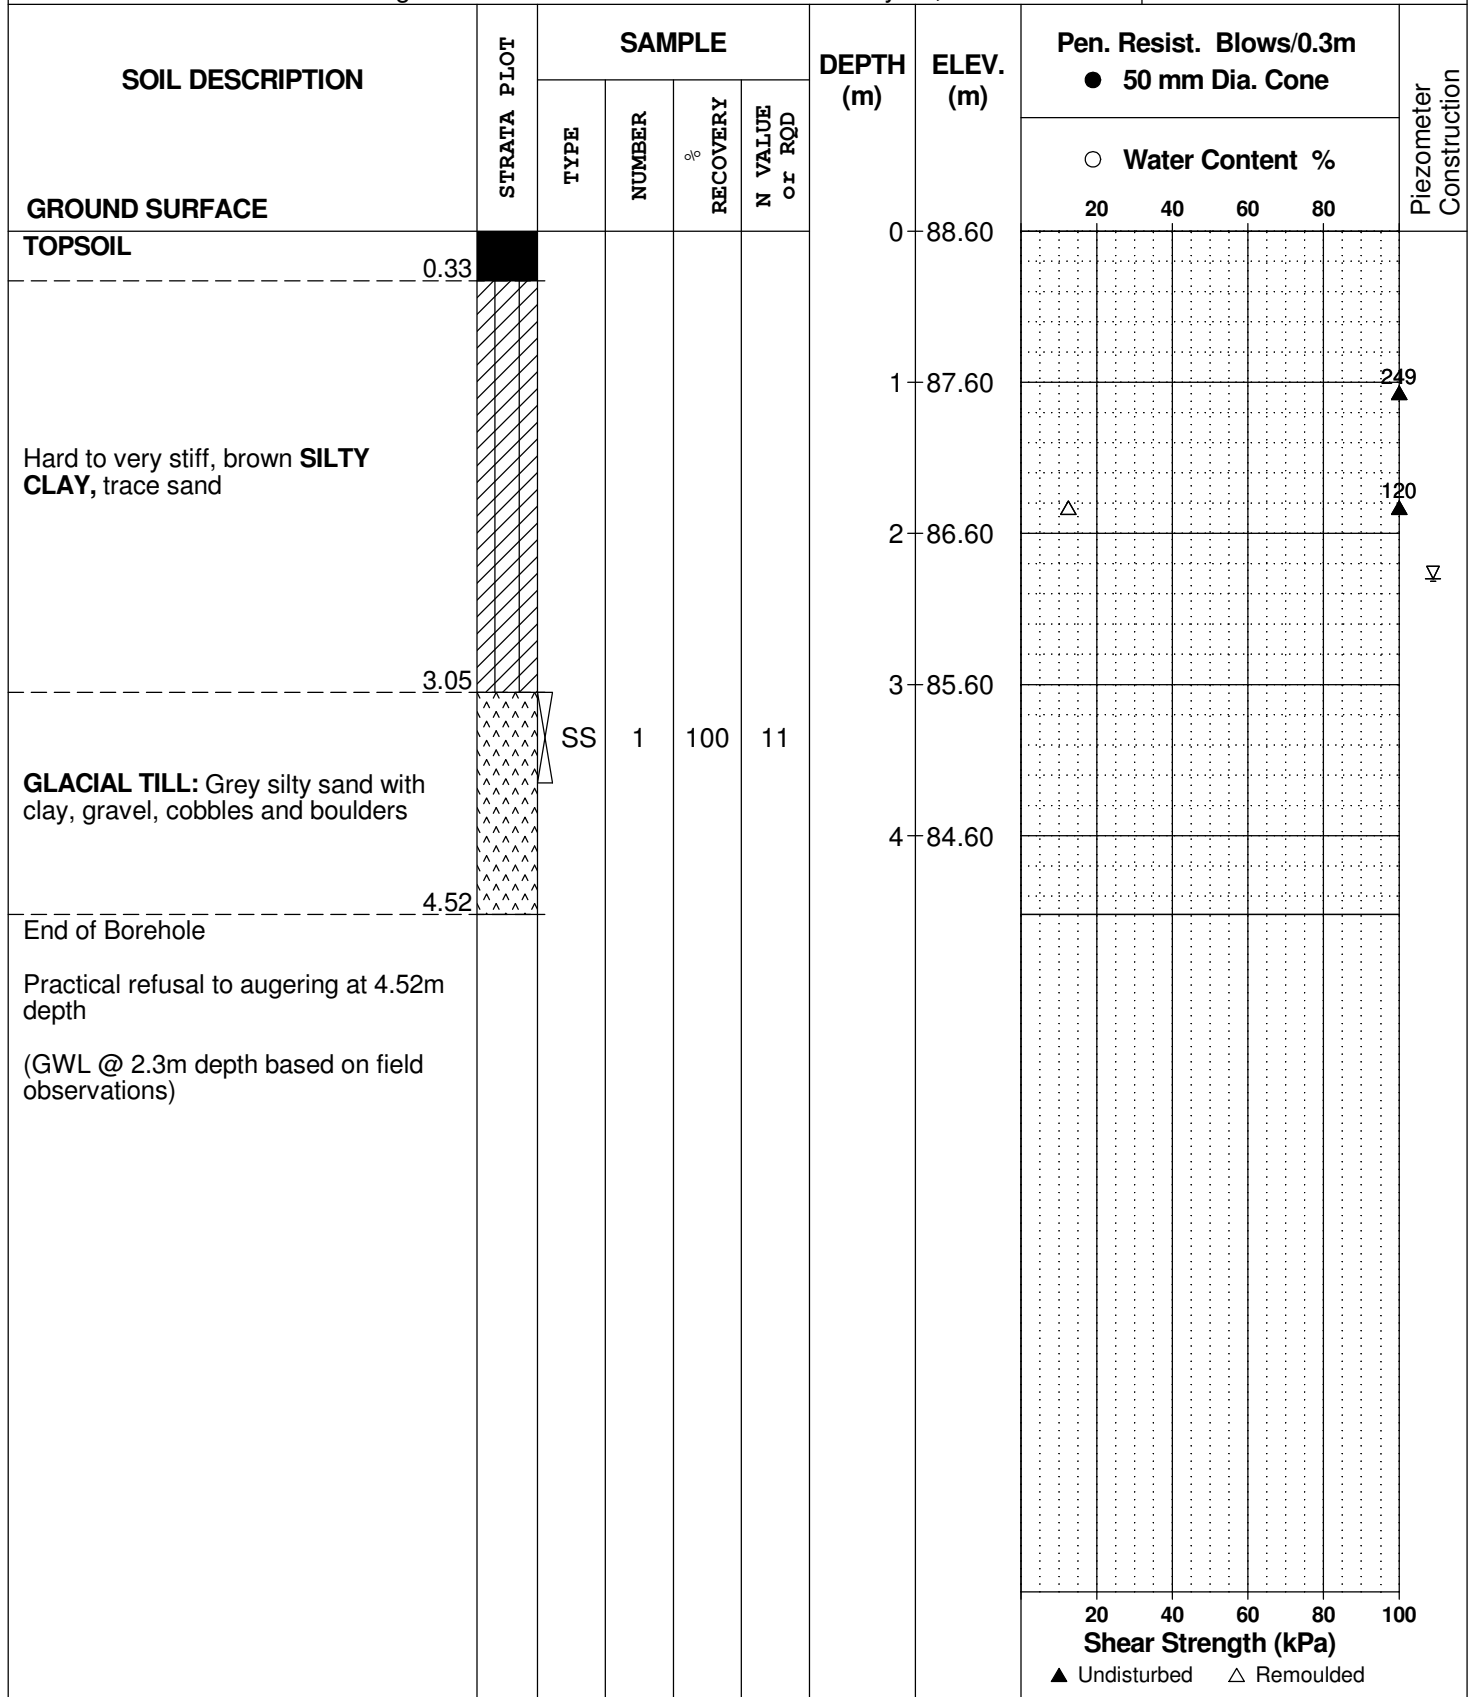 SOIL DESCRIPTION
GROUND SURFACE
STRATA PLOT
SAMPLE
TYPE
NUMBER
%
RECOVERY
N VALUE
or RQD
DEPTH
(m)
ELEV.
(m)
Pen. Resist. Blows/0.3m
● 50 mm Dia. Cone
○ Water Content %
20 40 60 80
Piezometer
Construction
TOPSOIL
0.33
0 88.60
1 87.60
249
Hard to very stiff, brown SILTY
CLAY, trace sand
120
2 86.60
3.05
3 85.60
SS 1 100 11
GLACIAL TILL: Grey silty sand with
clay, gravel, cobbles and boulders
4 84.60
4.52
End of Borehole
Practical refusal to augering at 4.52m
depth
(GWL @ 2.3m depth based on field
observations)
20 40 60 80 100
Shear Strength (kPa)
▲ Undisturbed △ Remoulded